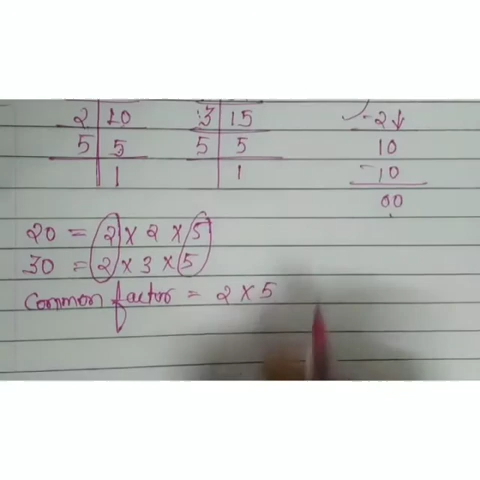 2 | 10
5 | 5
1
3 | 15
5 | 5
1
-2↓
10
-10
00
20 = 2 × 2 × 5
30 = 2 × 3 × 5
Common factor = 2 × 5